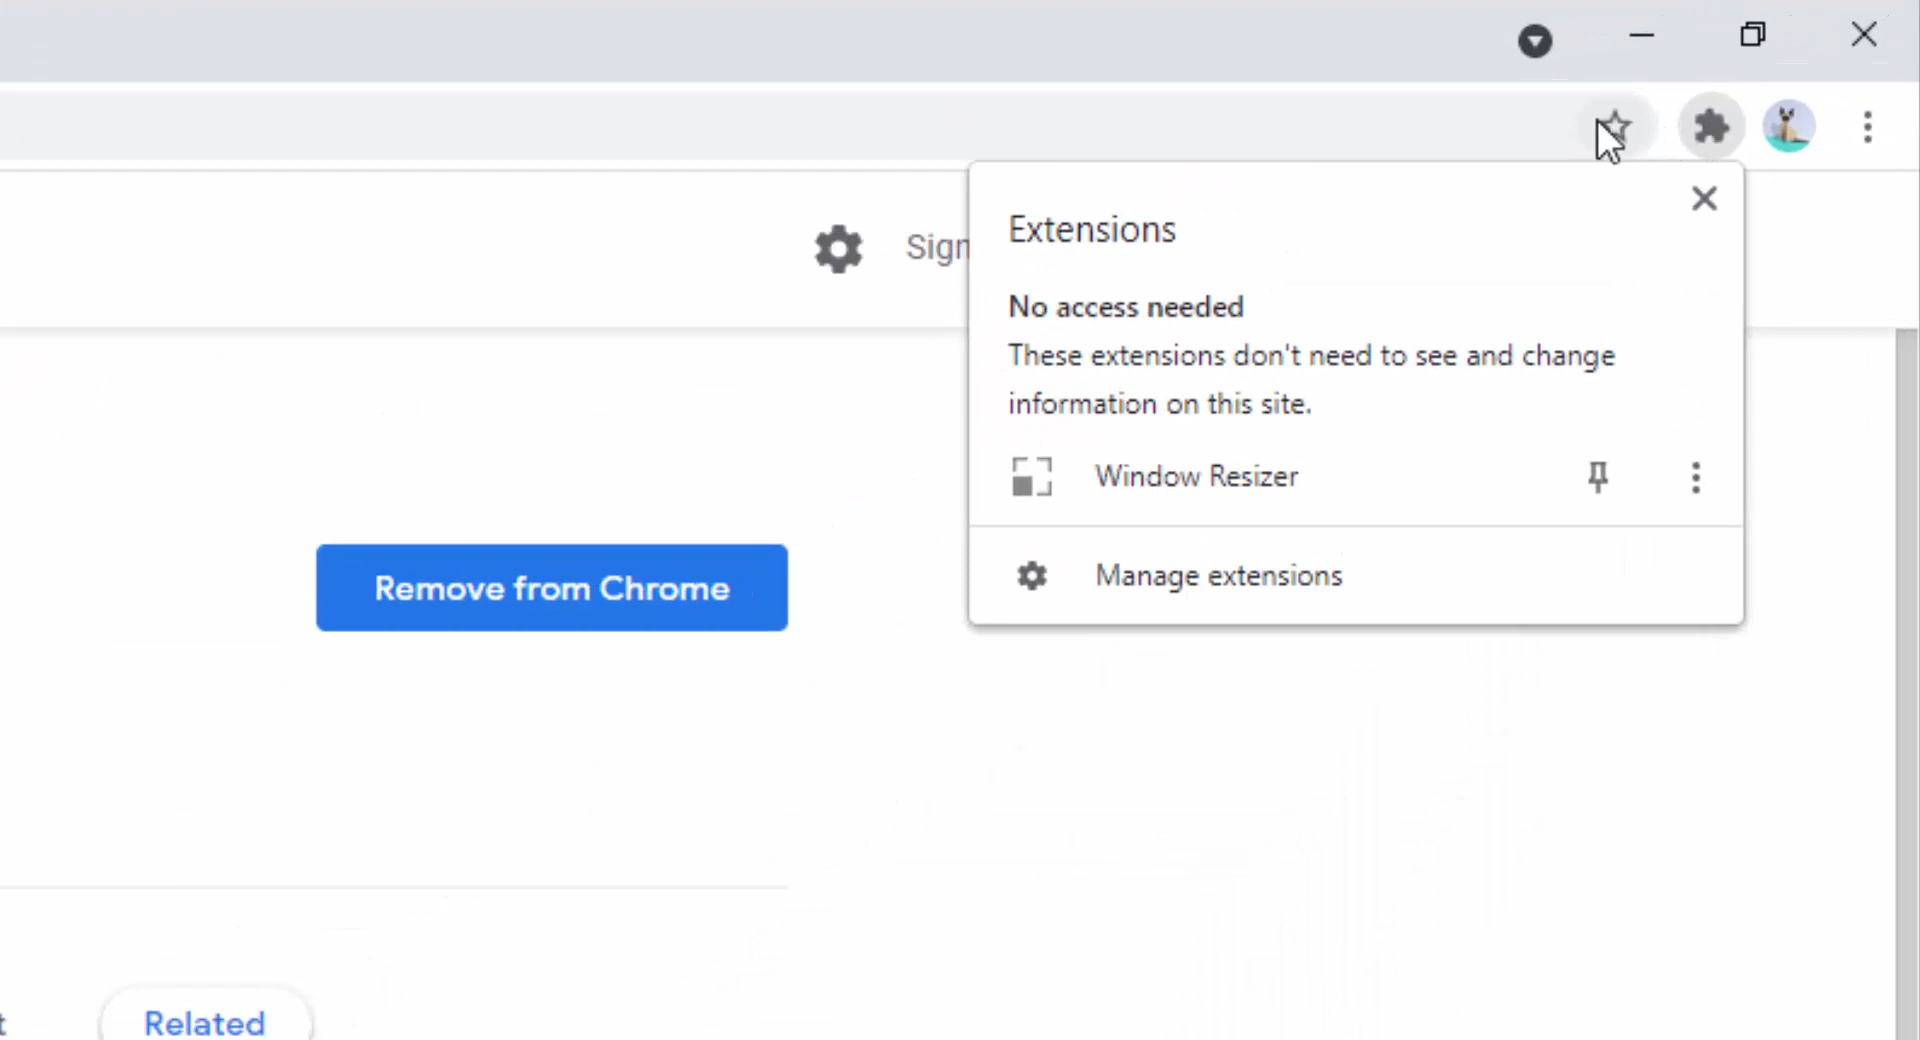 Sign
Extensions
No access needed
These extensions don't need to see and change
information on this site.
Window Resizer
Manage extensions
Remove from Chrome
t
Related